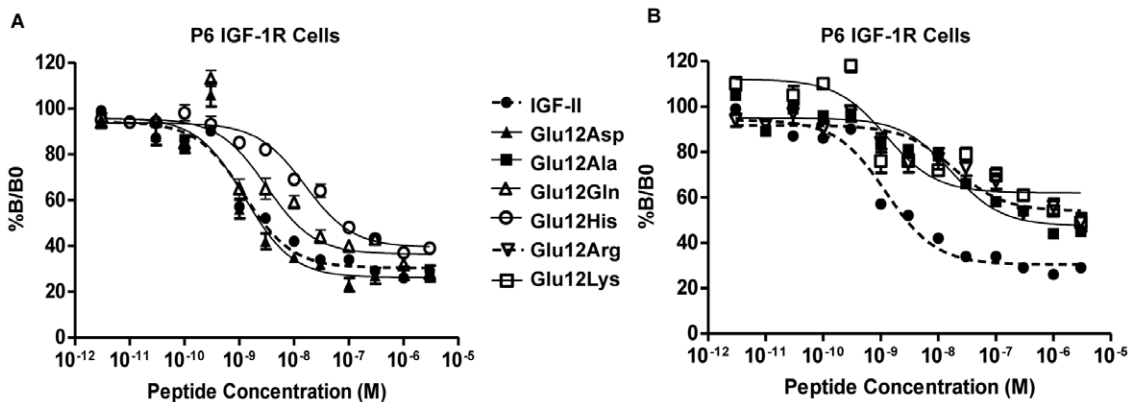 A
P6 IGF-1R Cells
120
100
80
60
40
20
0
%B/B0
10-12
10-11
10-10
10-9
10-8
10-7
10-6
10-5
Peptide Concentration (M)
IGF-II
Glu12Asp
Glu12Ala
Glu12Gln
Glu12His
Glu12Arg
Glu12Lys
B
P6 IGF-1R Cells
120
100
80
60
40
20
0
%B/B0
10-12
10-11
10-10
10-9
10-8
10-7
10-6
10-5
Peptide Concentration (M)